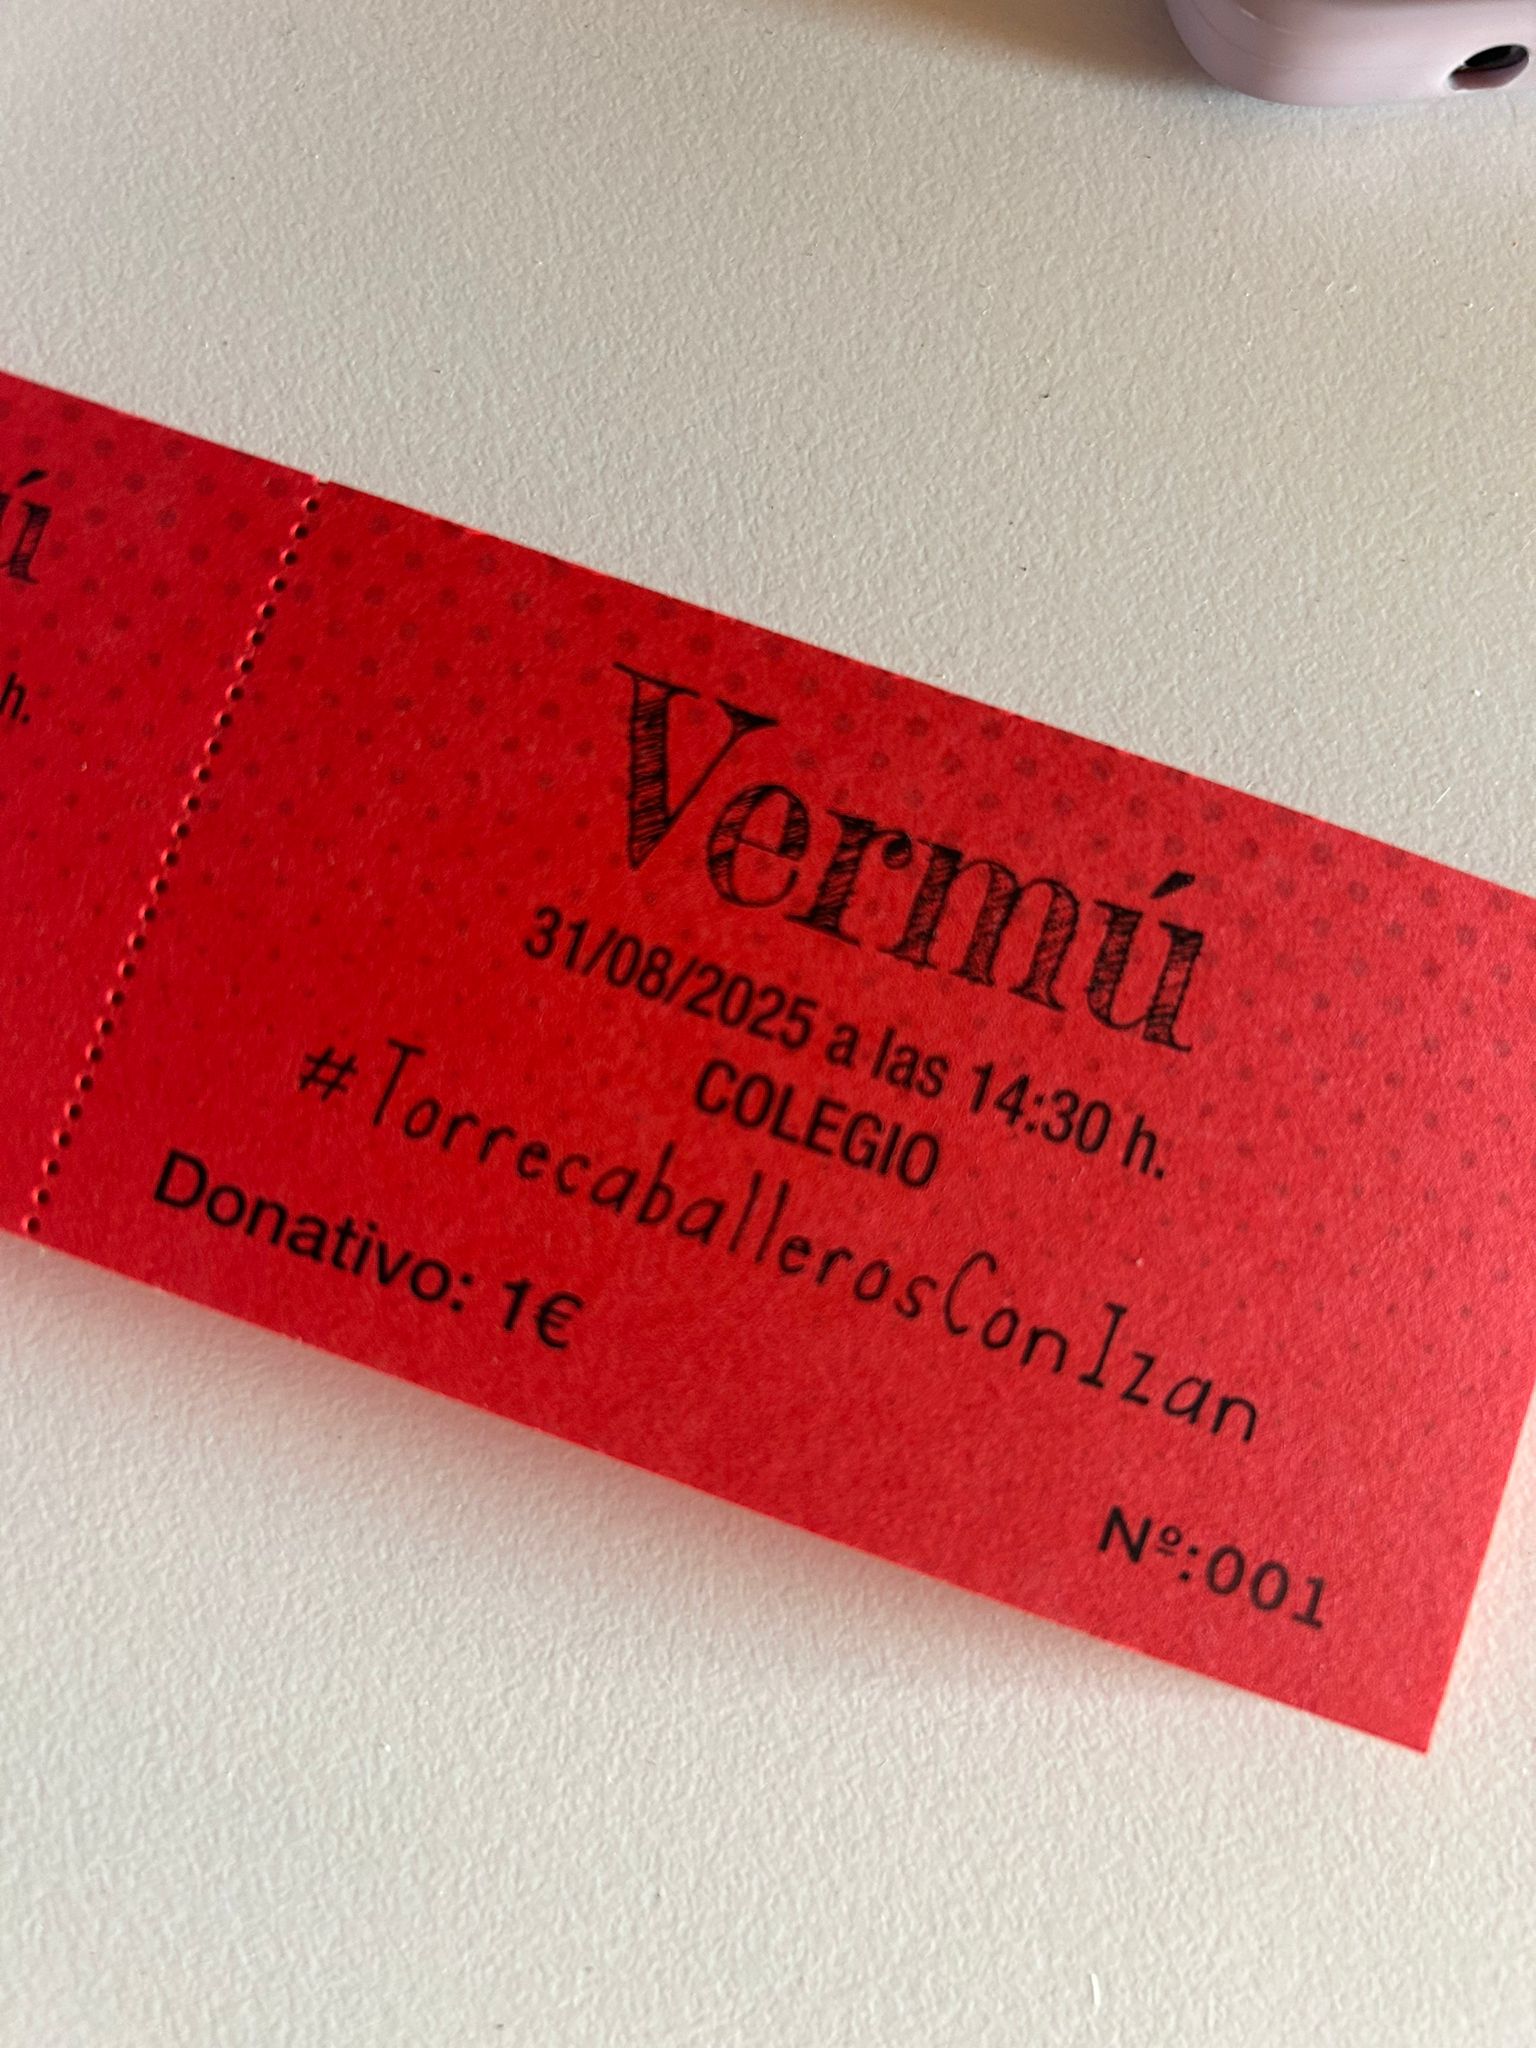 ú
h.
Vermú
31/08/2025 a las 14:30 h.
COLEGIO
#TorrecaballerosConIzan
Donativo: 1€
Nº:001